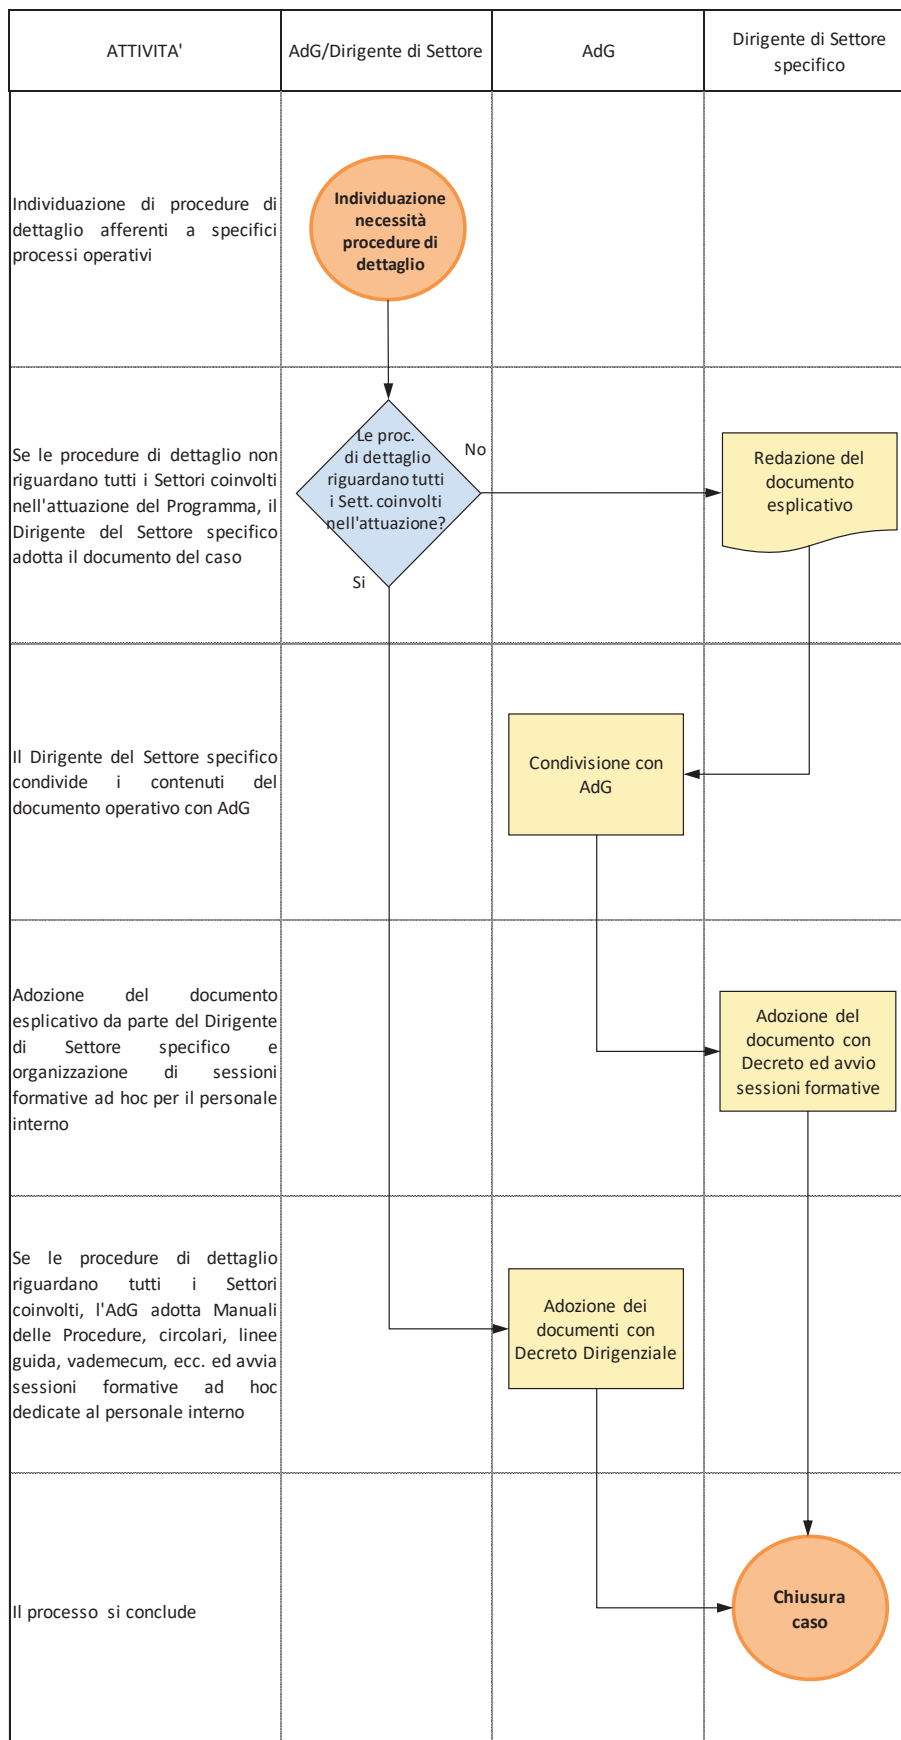 ATTIVITA'
AdG/Dirigente di Settore
AdG
Dirigente di Settore
specifico
Individuazione di procedure di
dettaglio afferenti a specifici
processi operativi
Individuazione
necessità
procedure di
dettaglio
Se le procedure di dettaglio non
riguardano tutti i Settori coinvolti
nell'attuazione del Programma, il
Dirigente del Settore specifico
adotta il documento del caso
Le proc.
di dettaglio
riguardano tutti
i Sett. coinvolti
nell'attuazione?
No
Si
Redazione del
documento
esplicativo
Il Dirigente del Settore specifico
condivide i contenuti del
documento operativo con AdG
Condivisione con
AdG
Adozione del documento
esplicativo da parte del Dirigente
di Settore specifico e
organizzazione di sessioni
formative ad hoc per il personale
interno
Adozione del
documento con
Decreto ed avvio
sessioni formative
Se le procedure di dettaglio
riguardano tutti i Settori
coinvolti, l'AdG adotta Manuali
delle Procedure, circolari, linee
guida, vademecum, ecc. ed avvia
sessioni formative ad hoc
dedicate al personale interno
Adozione dei
documenti con
Decreto Dirigenziale
Il processo si conclude
Chiusura
caso